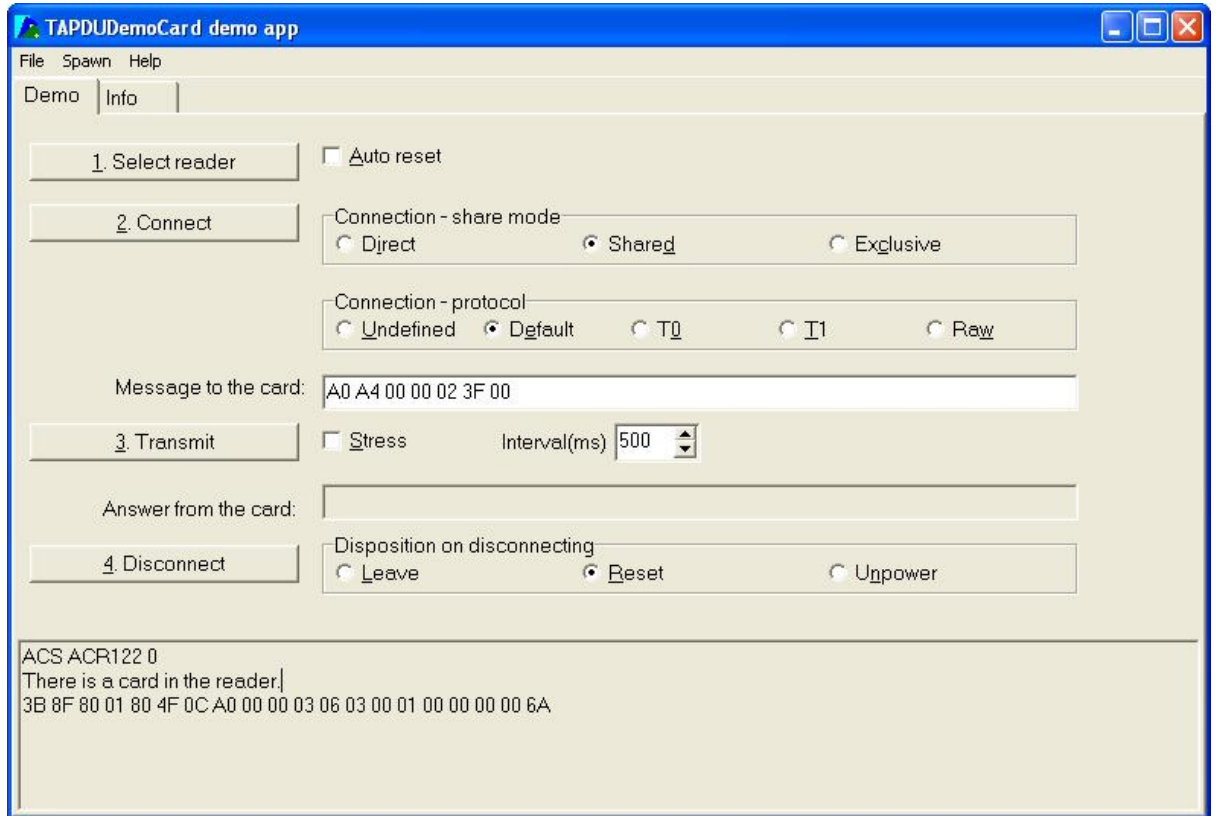 TAPDUDemoCard demo app
File Spawn Help
Demo Info
1. Select reader Auto reset
2. Connect Connection - share mode
Direct Shared Exclusive
Connection - protocol
Undefined Default T0 T1 Raw
Message to the card: A0 A4 00 00 02 3F 00
3. Transmit Stress Interval(ms) 500
Answer from the card:
4. Disconnect Disposition on disconnecting
Leave Reset Unpower
ACS ACR122 0
There is a card in the reader.
3B 8F 80 01 80 4F 0C A0 00 00 03 06 03 00 01 00 00 00 00 6A